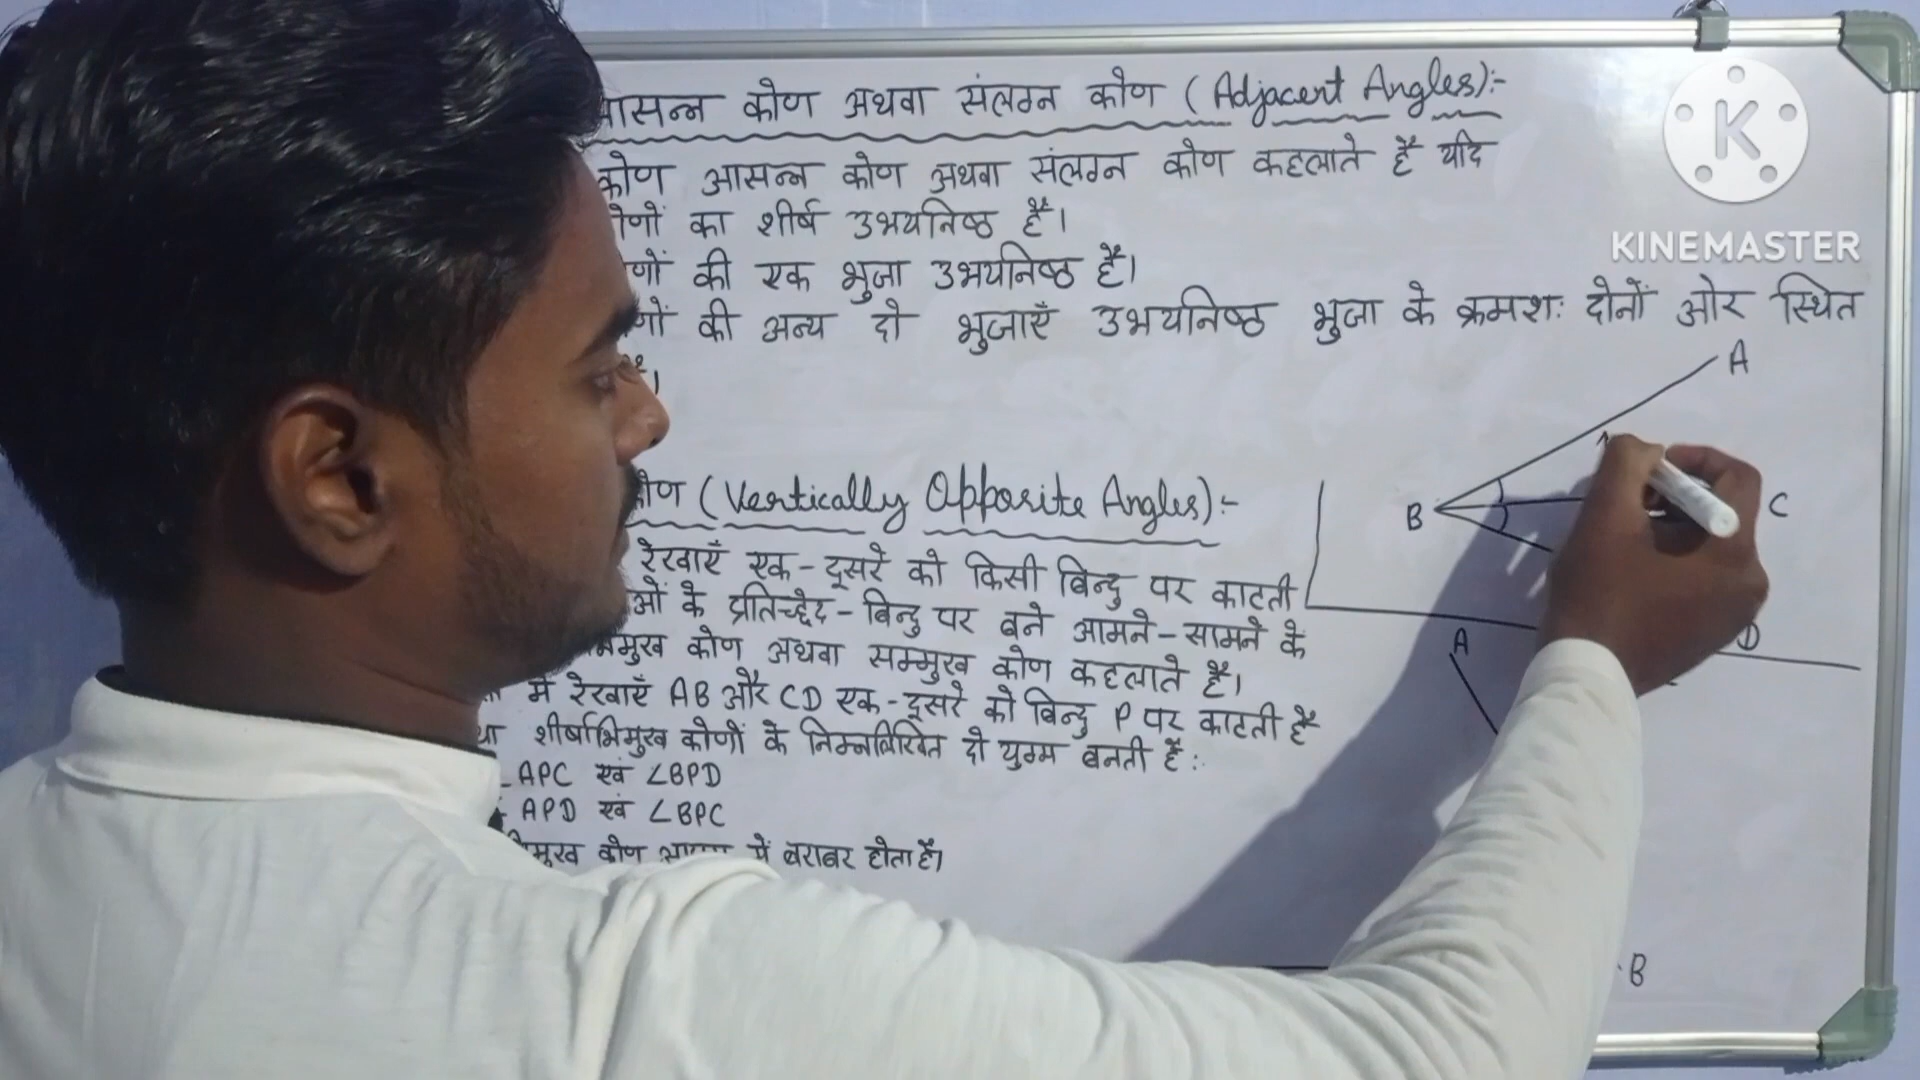 कोण अथवा संलग्न कोण (Adjacent Angles):-
कोण आसन्न कोण अथवा संलग्न कोण कहलाते हैं यदि
का शीर्ष उभयनिष्ठ है।
की एक भुजा उभयनिष्ठ है।
की अन्य दो भुजाएँ उभयनिष्ठ भुजा के क्रमशः दोनों ओर स्थित
K
KINEMASTER
A
B
C
D
(Vertically Opposite Angles):-
रेखाएँ एक-दूसरे को किसी बिन्दु पर काटती
के प्रतिच्छेद-बिन्दु पर बने आमने-सामने के
कोण अथवा सम्मुख कोण कहलाते हैं।
में रेखाएँ AB और CD एक-दूसरे को बिन्दु P पर काटती हैं
शीर्षाभिमुख कोणों के निम्नलिखित दो युग्म बनती हैं:
APC एवं ∠BPD
APD एवं ∠BPC
कोण में बराबर होता है।
A
B